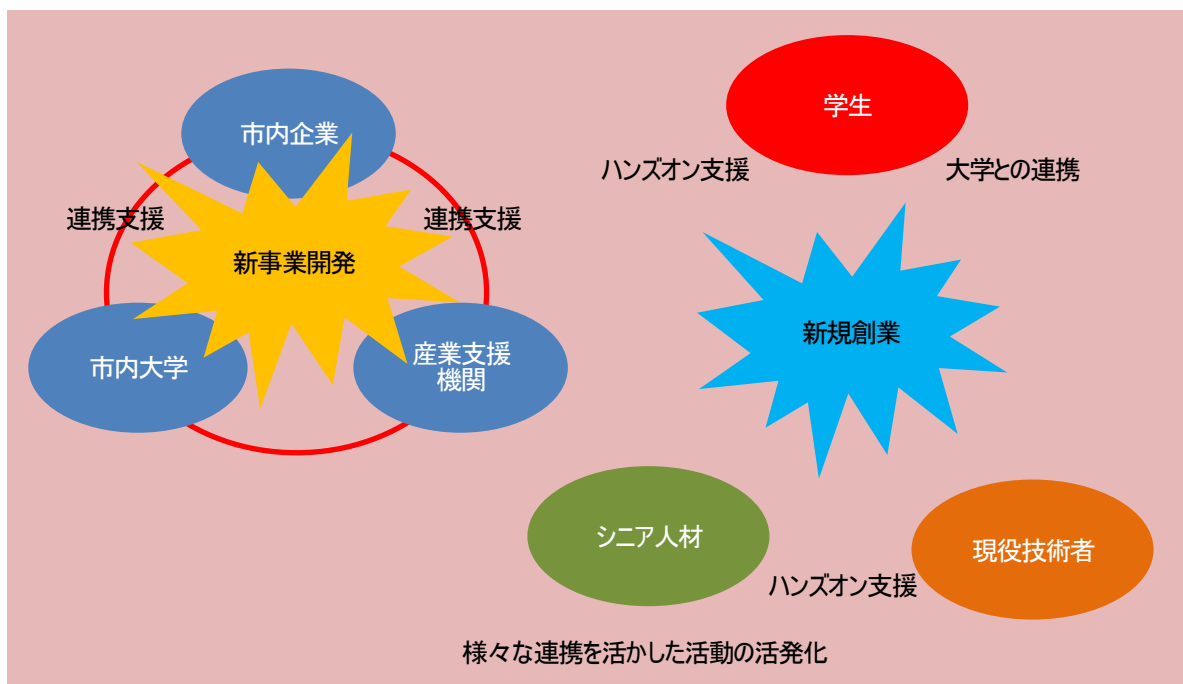 市内企業
連携支援
連携支援
新事業開発
市内大学
産業支援
機関
学生
ハンズオン支援
大学との連携
新規創業
シニア人材
現役技術者
ハンズオン支援
様々な連携を活かした活動の活発化